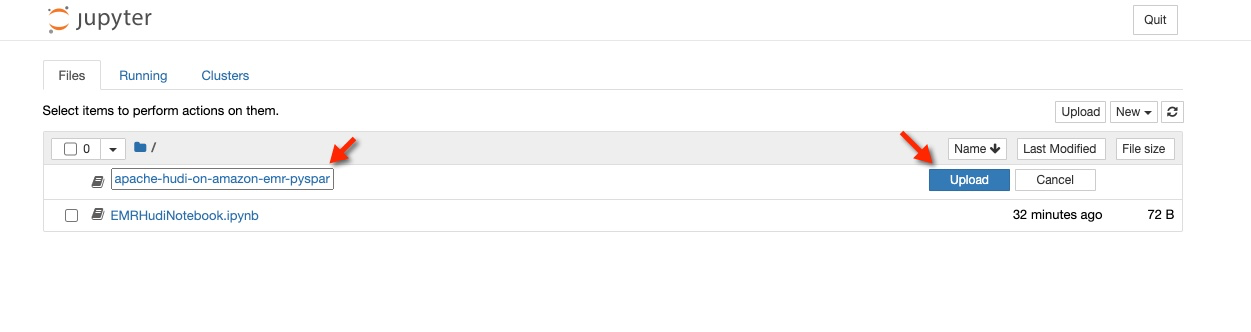 jupyter
Quit
Files Running Clusters
Select items to perform actions on them.
Upload New
0 / Name Last Modified File size
apache-hudi-on-amazon-emr-pyspar Upload Cancel
EMRHudiNotebook.ipynb 32 minutes ago 72 B